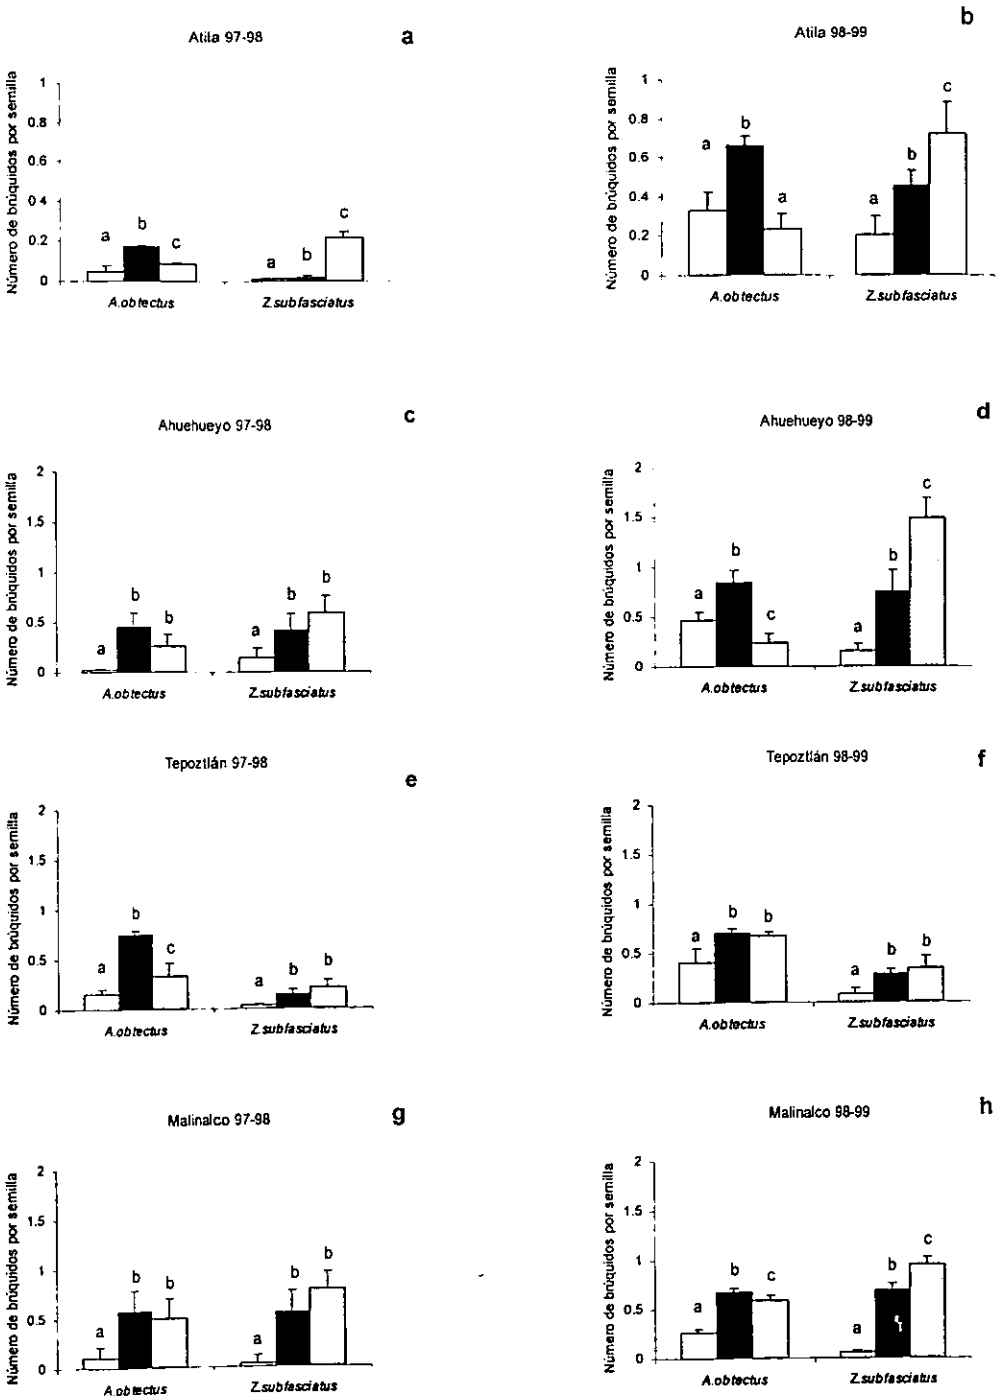 Atila 97-98
a
Número de brúquidos por semilla
1
0.8
0.6
0.4
0.2
0
a
b
c
a
b
c
A.obtectus
Z.subfasciatus
Atila 98-99
b
Número de brúquidos por semilla
1
0.8
0.6
0.4
0.2
0
a
b
a
a
b
c
A.obtectus
Z.subfasciatus
Ahuehueyo 97-98
c
Número de brúquidos por semilla
2
1.5
1
0.5
0
a
b
b
a
b
b
A.obtectus
Z.subfasciatus
Ahuehueyo 98-99
d
Número de brúquidos por semilla
2
1.5
1
0.5
0
a
b
c
a
b
c
A.obtectus
Z.subfasciatus
Tepoztlán 97-98
e
Número de brúquidos por semilla
2
1.5
1
0.5
0
a
b
c
a
b
b
A.obtectus
Z.subfasciatus
Tepoztlán 98-99
f
Número de brúquidos por semilla
2
1.5
1
0.5
0
a
b
b
a
b
b
A.obtectus
Z.subfasciatus
Malinalco 97-98
g
Número de brúquidos por semilla
2
1.5
1
0.5
0
a
b
b
a
b
b
A.obtectus
Z.subfasciatus
Malinalco 98-99
h
Número de brúquidos por semilla
2
1.5
1
0.5
0
a
b
c
a
b
c
A.obtectus
Z.subfasciatus